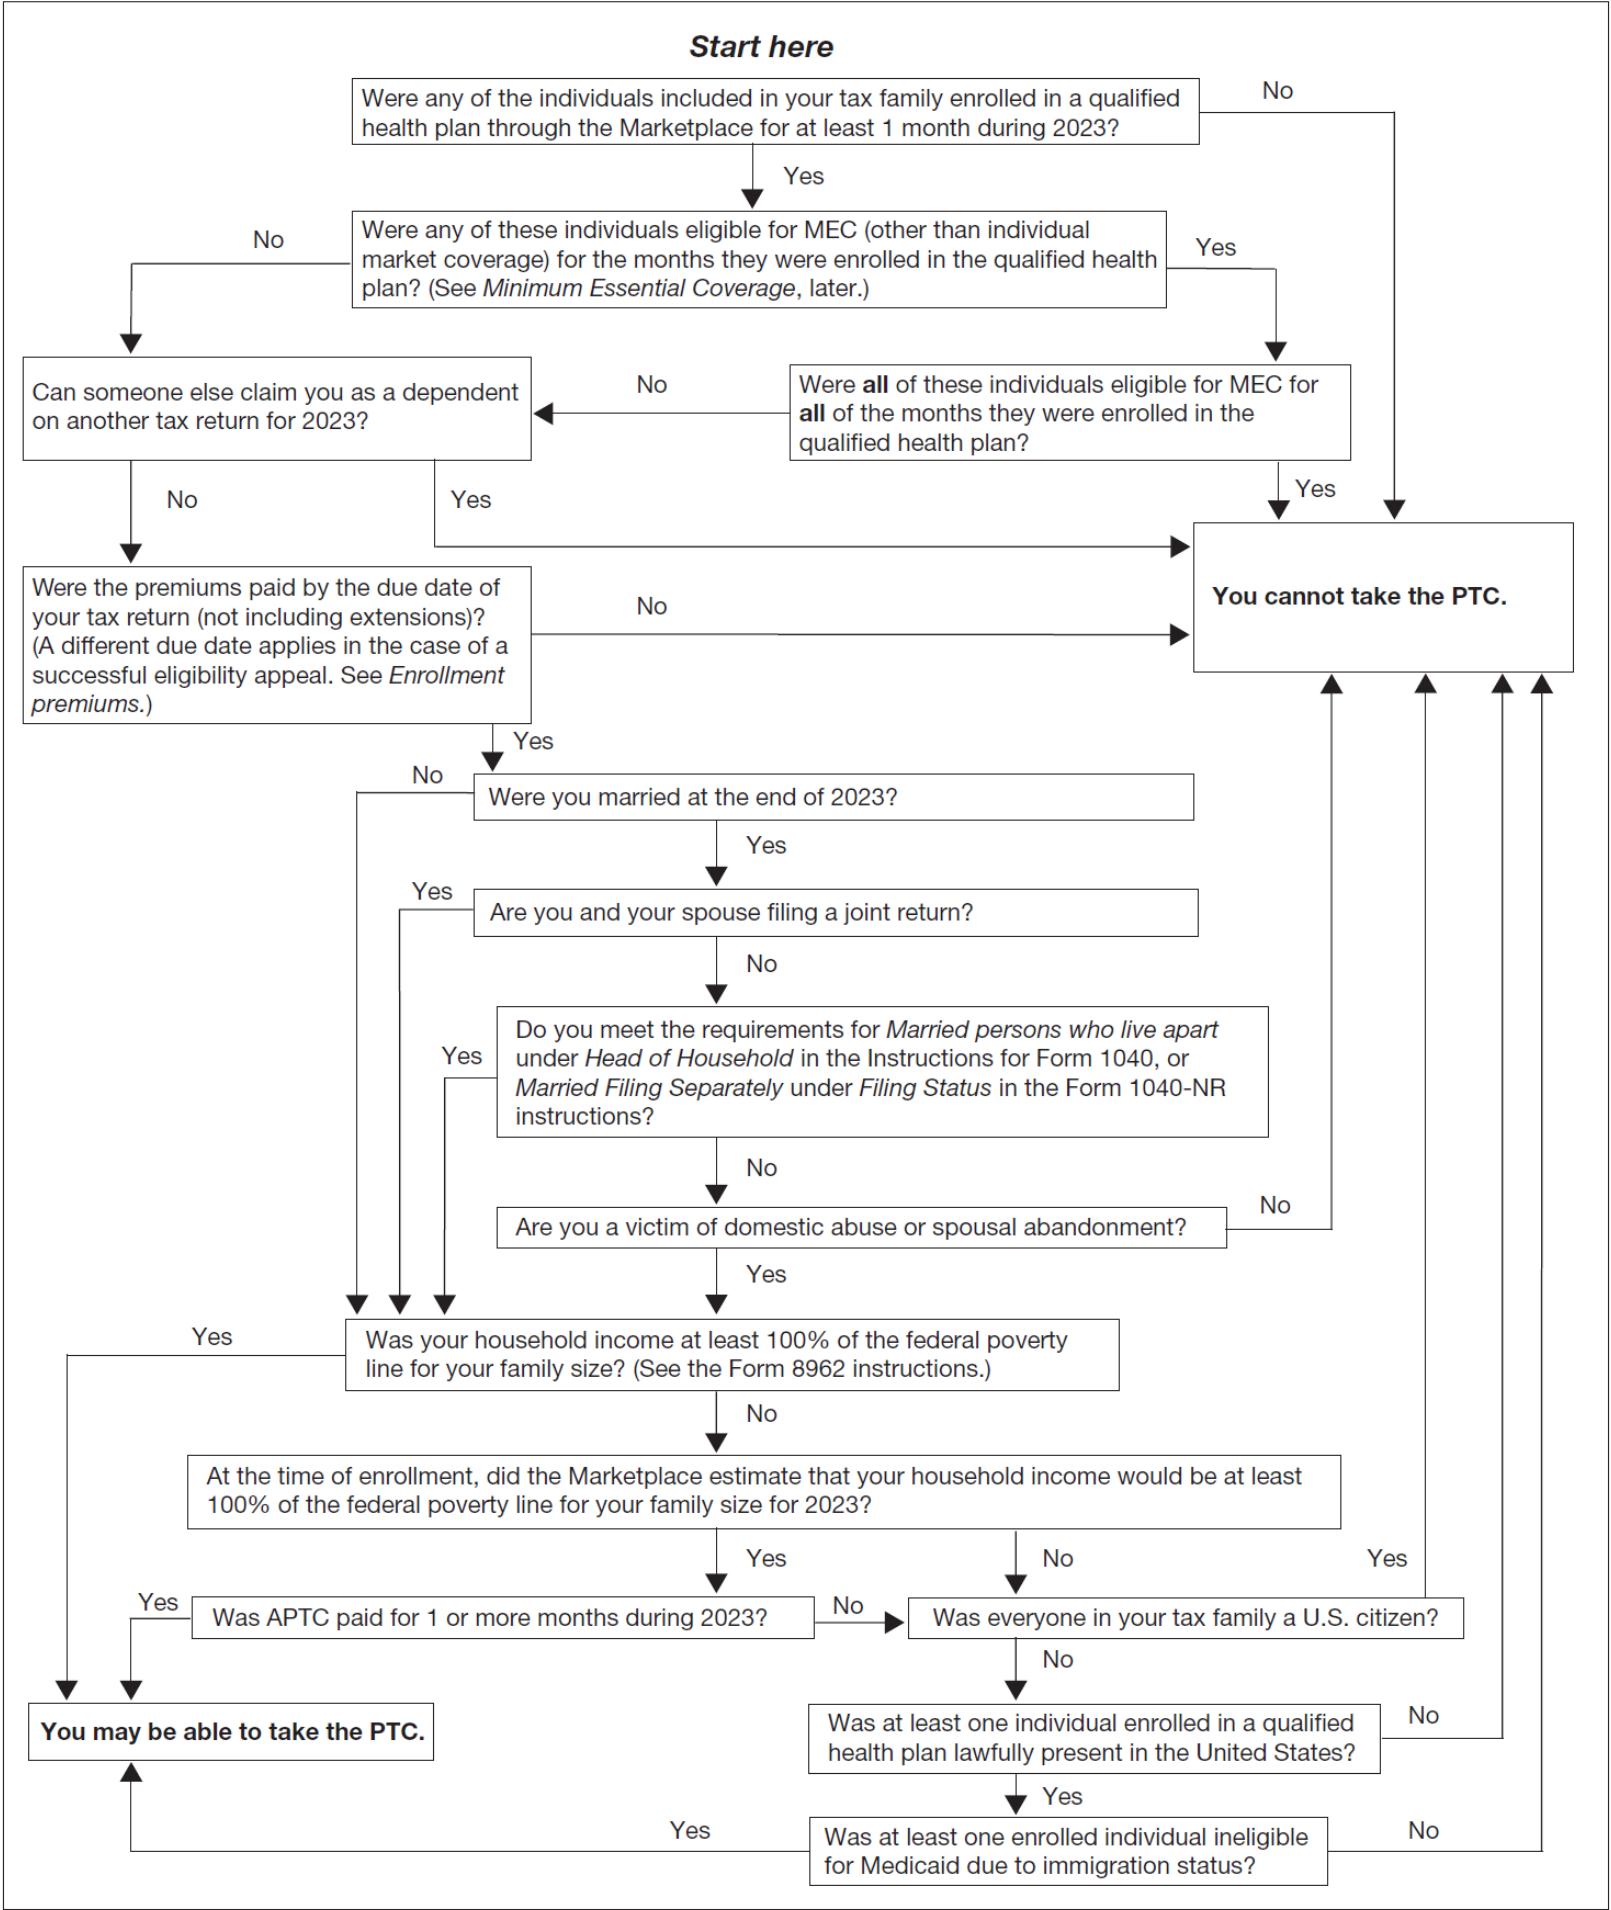 Start here
Were any of the individuals included in your tax family enrolled in a qualified
health plan through the Marketplace for at least 1 month during 2023?
No
Yes
Were any of these individuals eligible for MEC (other than individual
market coverage) for the months they were enrolled in the qualified health
plan? (See Minimum Essential Coverage, later.)
No
Yes
Can someone else claim you as a dependent
on another tax return for 2023?
No
Were all of these individuals eligible for MEC for
all of the months they were enrolled in the
qualified health plan?
No
Yes
Yes
Were the premiums paid by the due date of
your tax return (not including extensions)?
(A different due date applies in the case of a
successful eligibility appeal. See Enrollment
premiums.)
No
You cannot take the PTC.
Yes
No
Were you married at the end of 2023?
Yes
Yes
Are you and your spouse filing a joint return?
No
Do you meet the requirements for Married persons who live apart
under Head of Household in the Instructions for Form 1040, or
Married Filing Separately under Filing Status in the Form 1040-NR
instructions?
Yes
No
Are you a victim of domestic abuse or spousal abandonment?
No
Yes
Yes
Was your household income at least 100% of the federal poverty
line for your family size? (See the Form 8962 instructions.)
No
At the time of enrollment, did the Marketplace estimate that your household income would be at least
100% of the federal poverty line for your family size for 2023?
Yes
No
Yes
Yes
Was APTC paid for 1 or more months during 2023?
No
Was everyone in your tax family a U.S. citizen?
No
You may be able to take the PTC.
Was at least one individual enrolled in a qualified
health plan lawfully present in the United States?
No
Yes
Yes
Was at least one enrolled individual ineligible
for Medicaid due to immigration status?
No